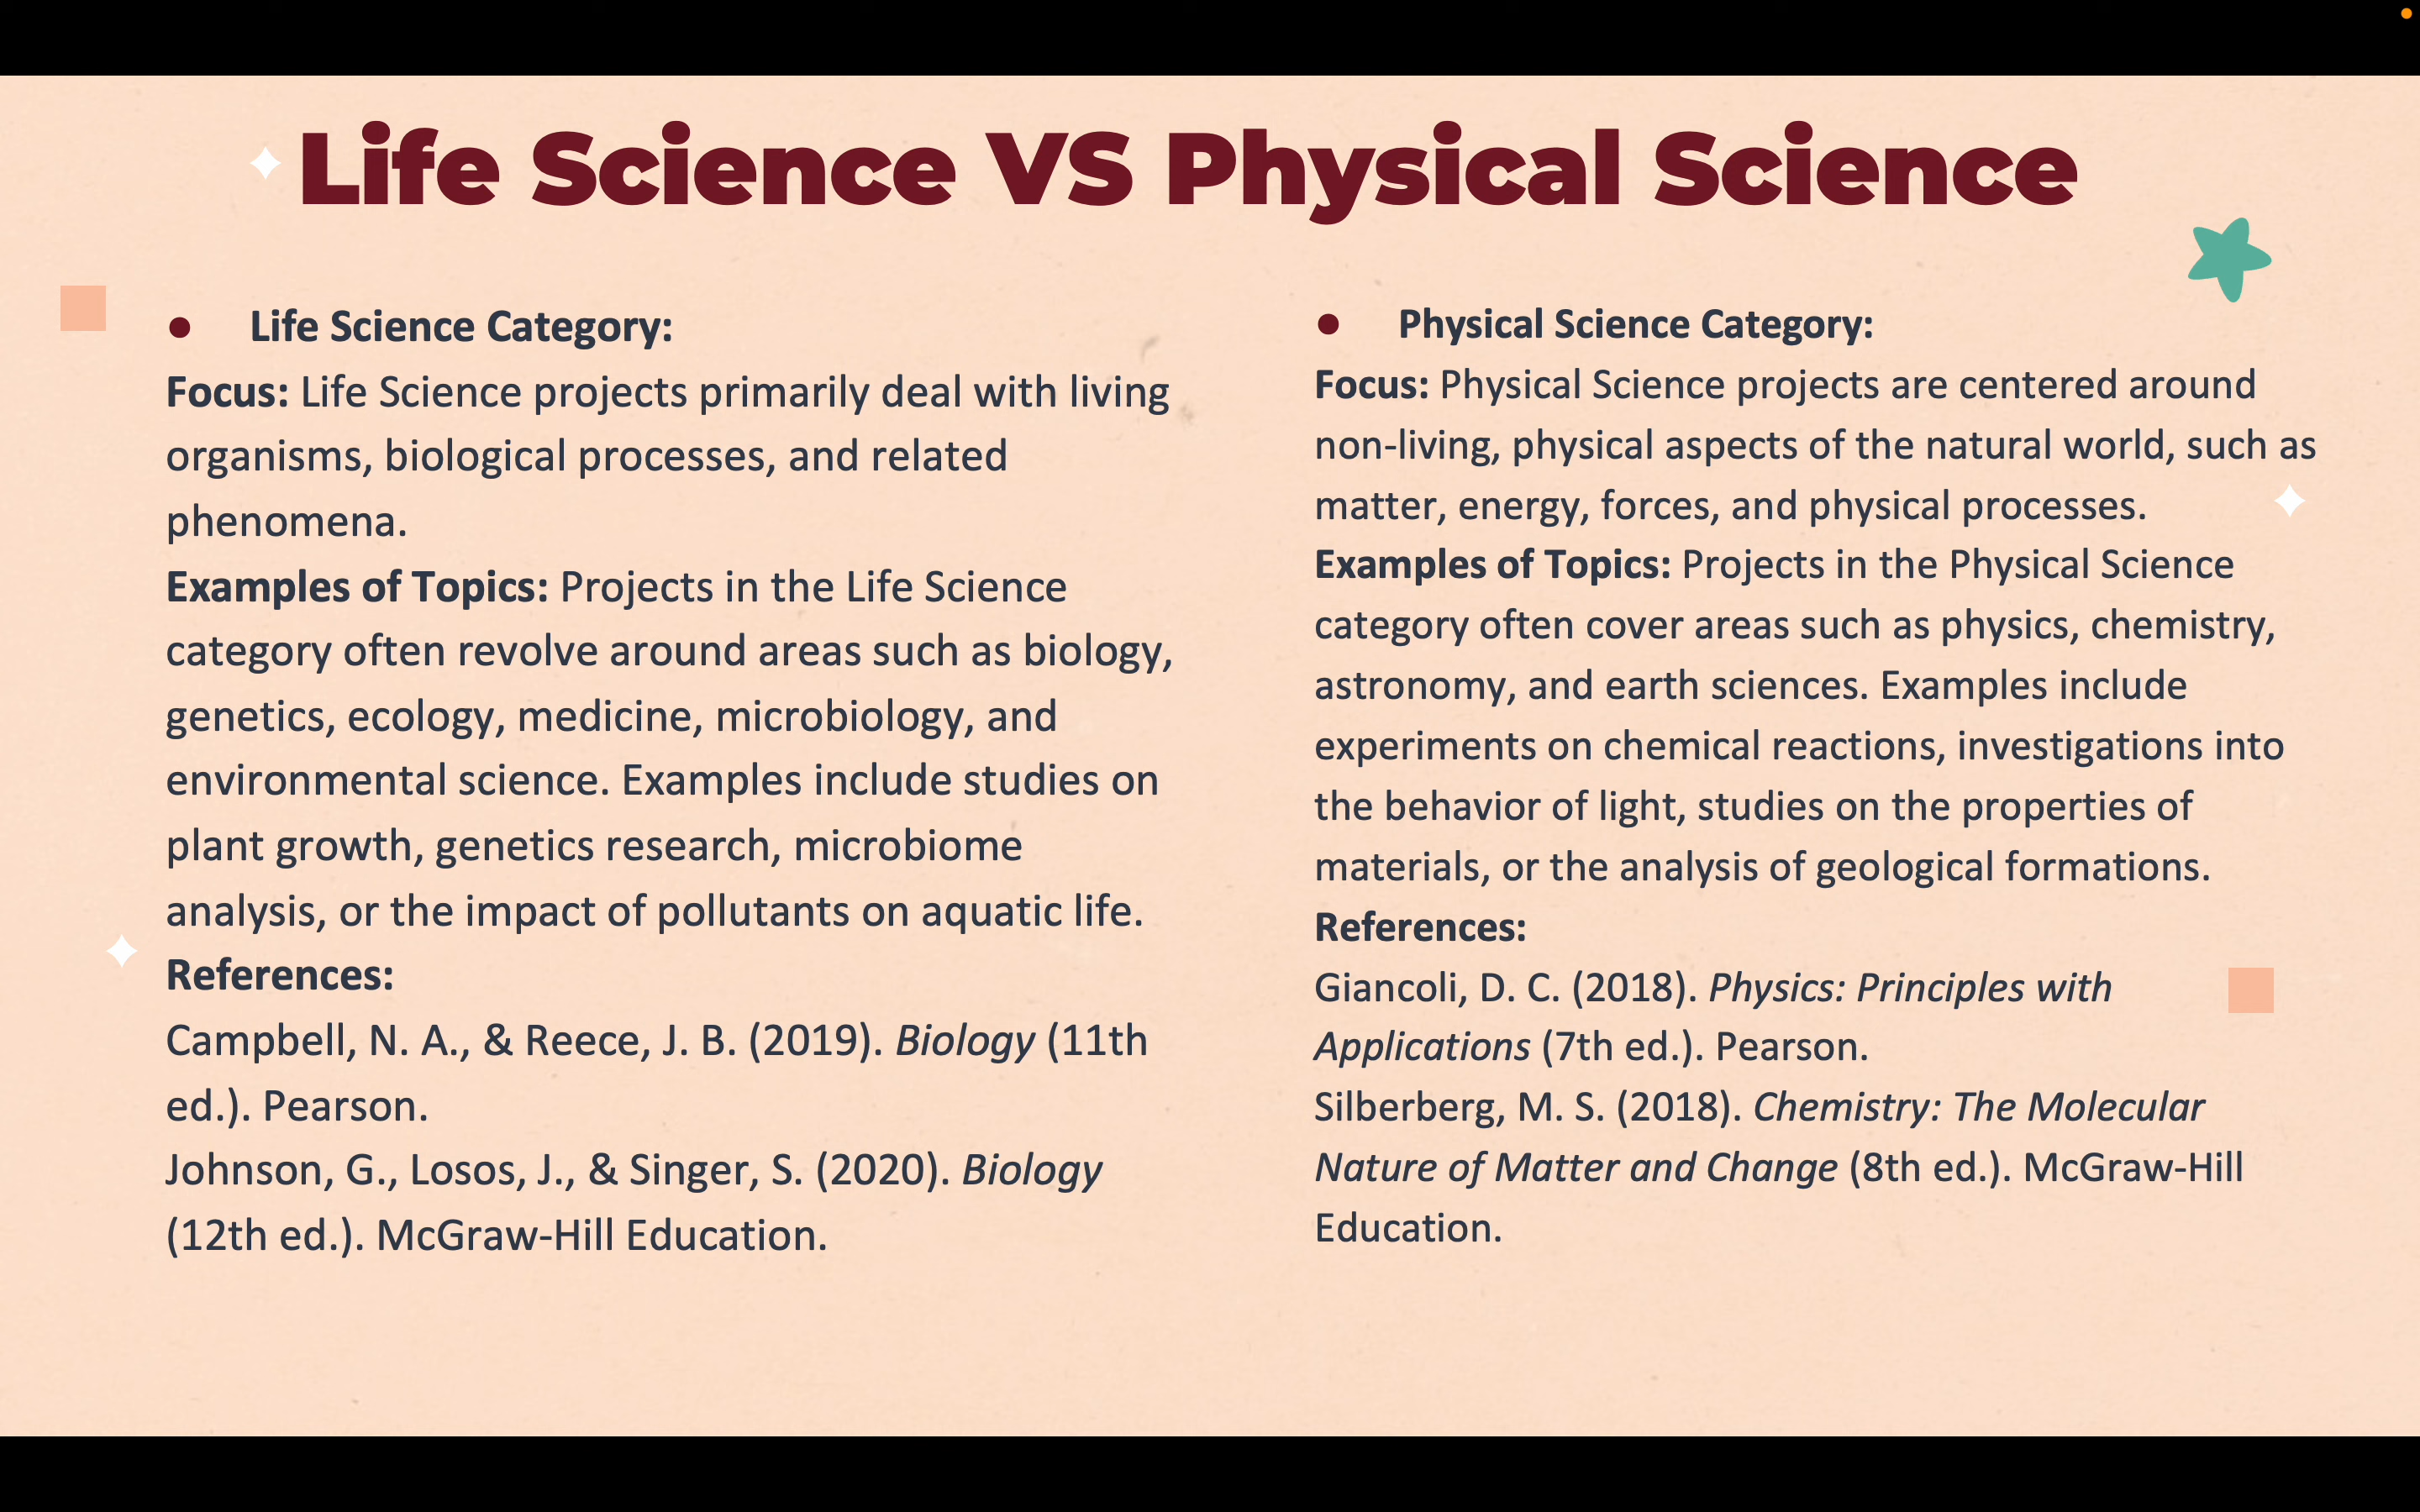 Life Science VS Physical Science
● Life Science Category:
Focus: Life Science projects primarily deal with living
organisms, biological processes, and related
phenomena.
Examples of Topics: Projects in the Life Science
category often revolve around areas such as biology,
genetics, ecology, medicine, microbiology, and
environmental science. Examples include studies on
plant growth, genetics research, microbiome
analysis, or the impact of pollutants on aquatic life.
References:
Campbell, N. A., & Reece, J. B. (2019). Biology (11th
ed.). Pearson.
Johnson, G., Losos, J., & Singer, S. (2020). Biology
(12th ed.). McGraw-Hill Education.
● Physical Science Category:
Focus: Physical Science projects are centered around
non-living, physical aspects of the natural world, such as
matter, energy, forces, and physical processes.
Examples of Topics: Projects in the Physical Science
category often cover areas such as physics, chemistry,
astronomy, and earth sciences. Examples include
experiments on chemical reactions, investigations into
the behavior of light, studies on the properties of
materials, or the analysis of geological formations.
References:
Giancoli, D. C. (2018). Physics: Principles with
Applications (7th ed.). Pearson.
Silberberg, M. S. (2018). Chemistry: The Molecular
Nature of Matter and Change (8th ed.). McGraw-Hill
Education.